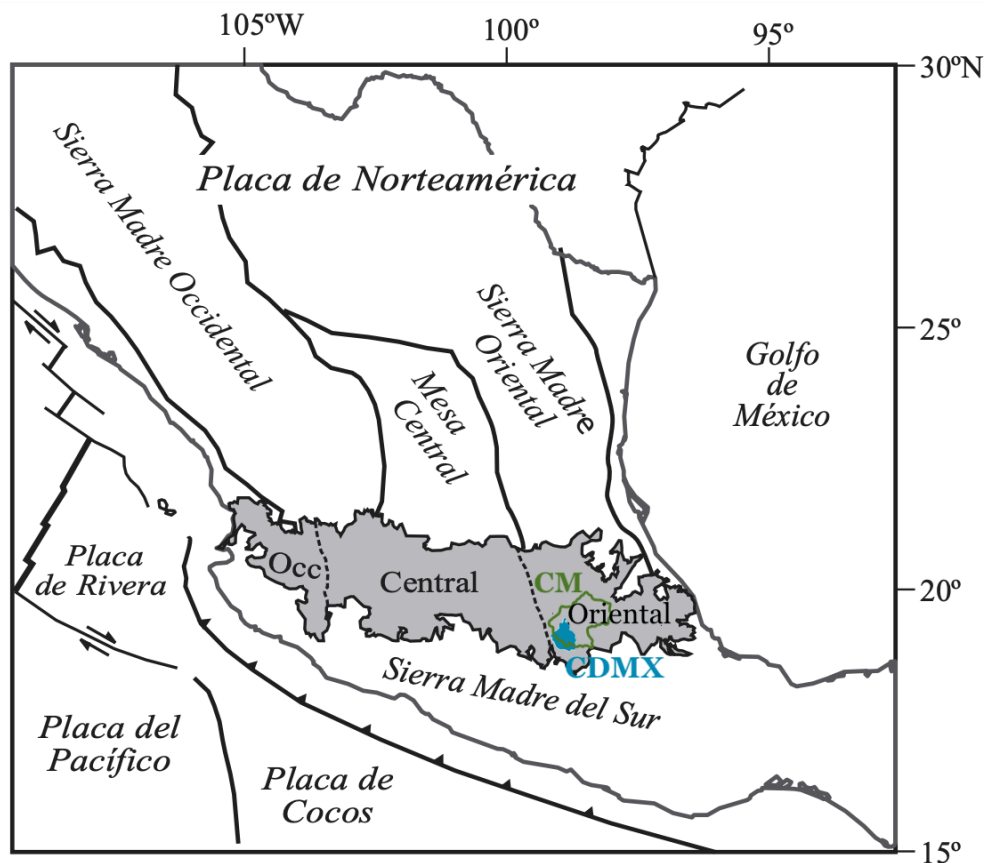 105ºW
100º
95º
30ºN
Sierra Madre Occidental
Placa de Norteamérica
Sierra Madre
Oriental
25º
Golfo
de
México
Mesa
Central
Placa
de Rivera
Occ
Central
CM
Oriental
20º
CDMX
Sierra Madre del Sur
Placa del
Pacífico
Placa de
Cocos
15º